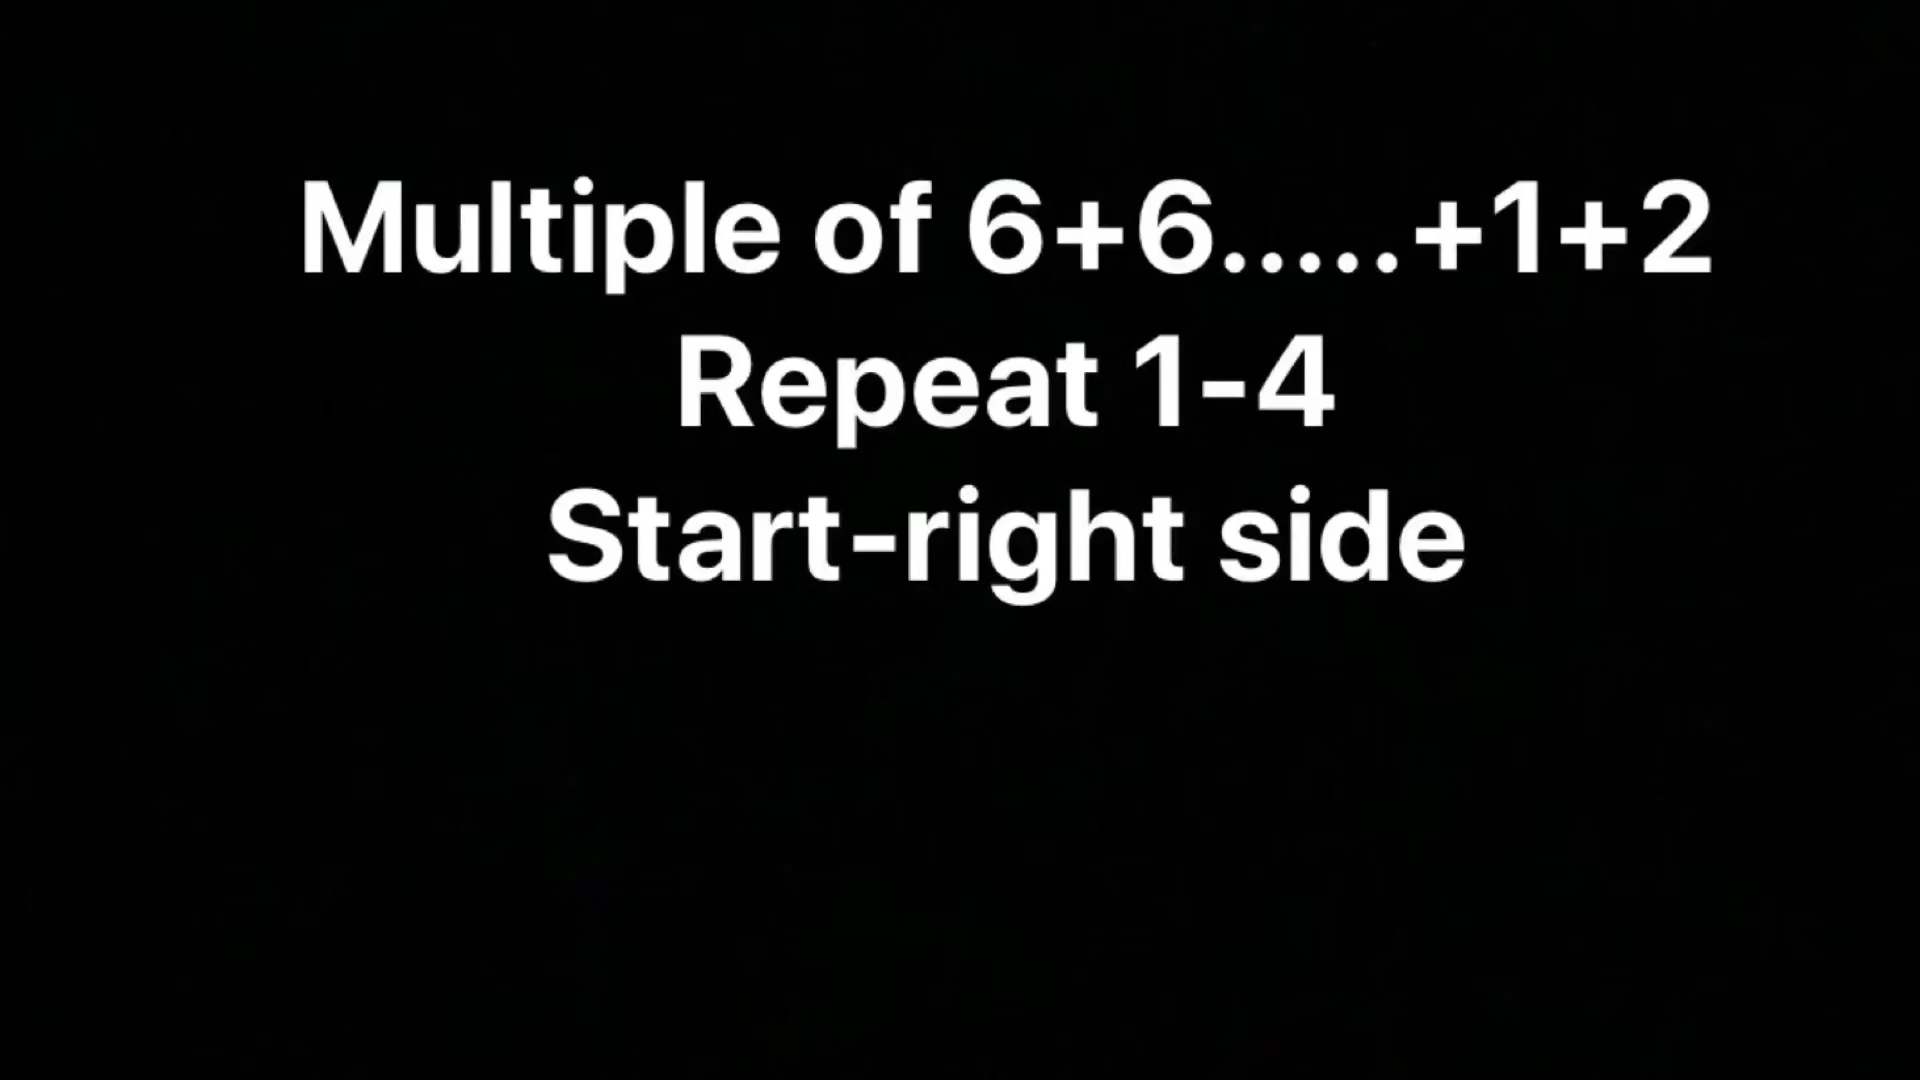 Multiple of 6+6.....+1+2
Repeat 1-4
Start-right side